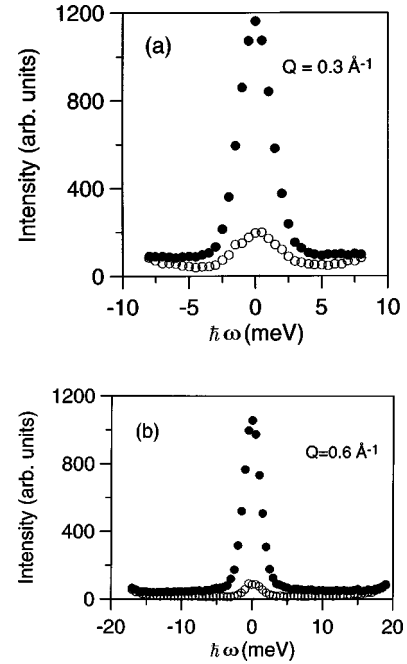 (a)
Q = 0.3 Å-1
Intensity (arb. units)
1200
800
400
0
-10
-5
0
5
10
ħω(meV)
(b)
Q=0.6 Å-1
Intensity (arb. units)
1200
800
400
0
-20
-10
0
10
20
ħω(meV)